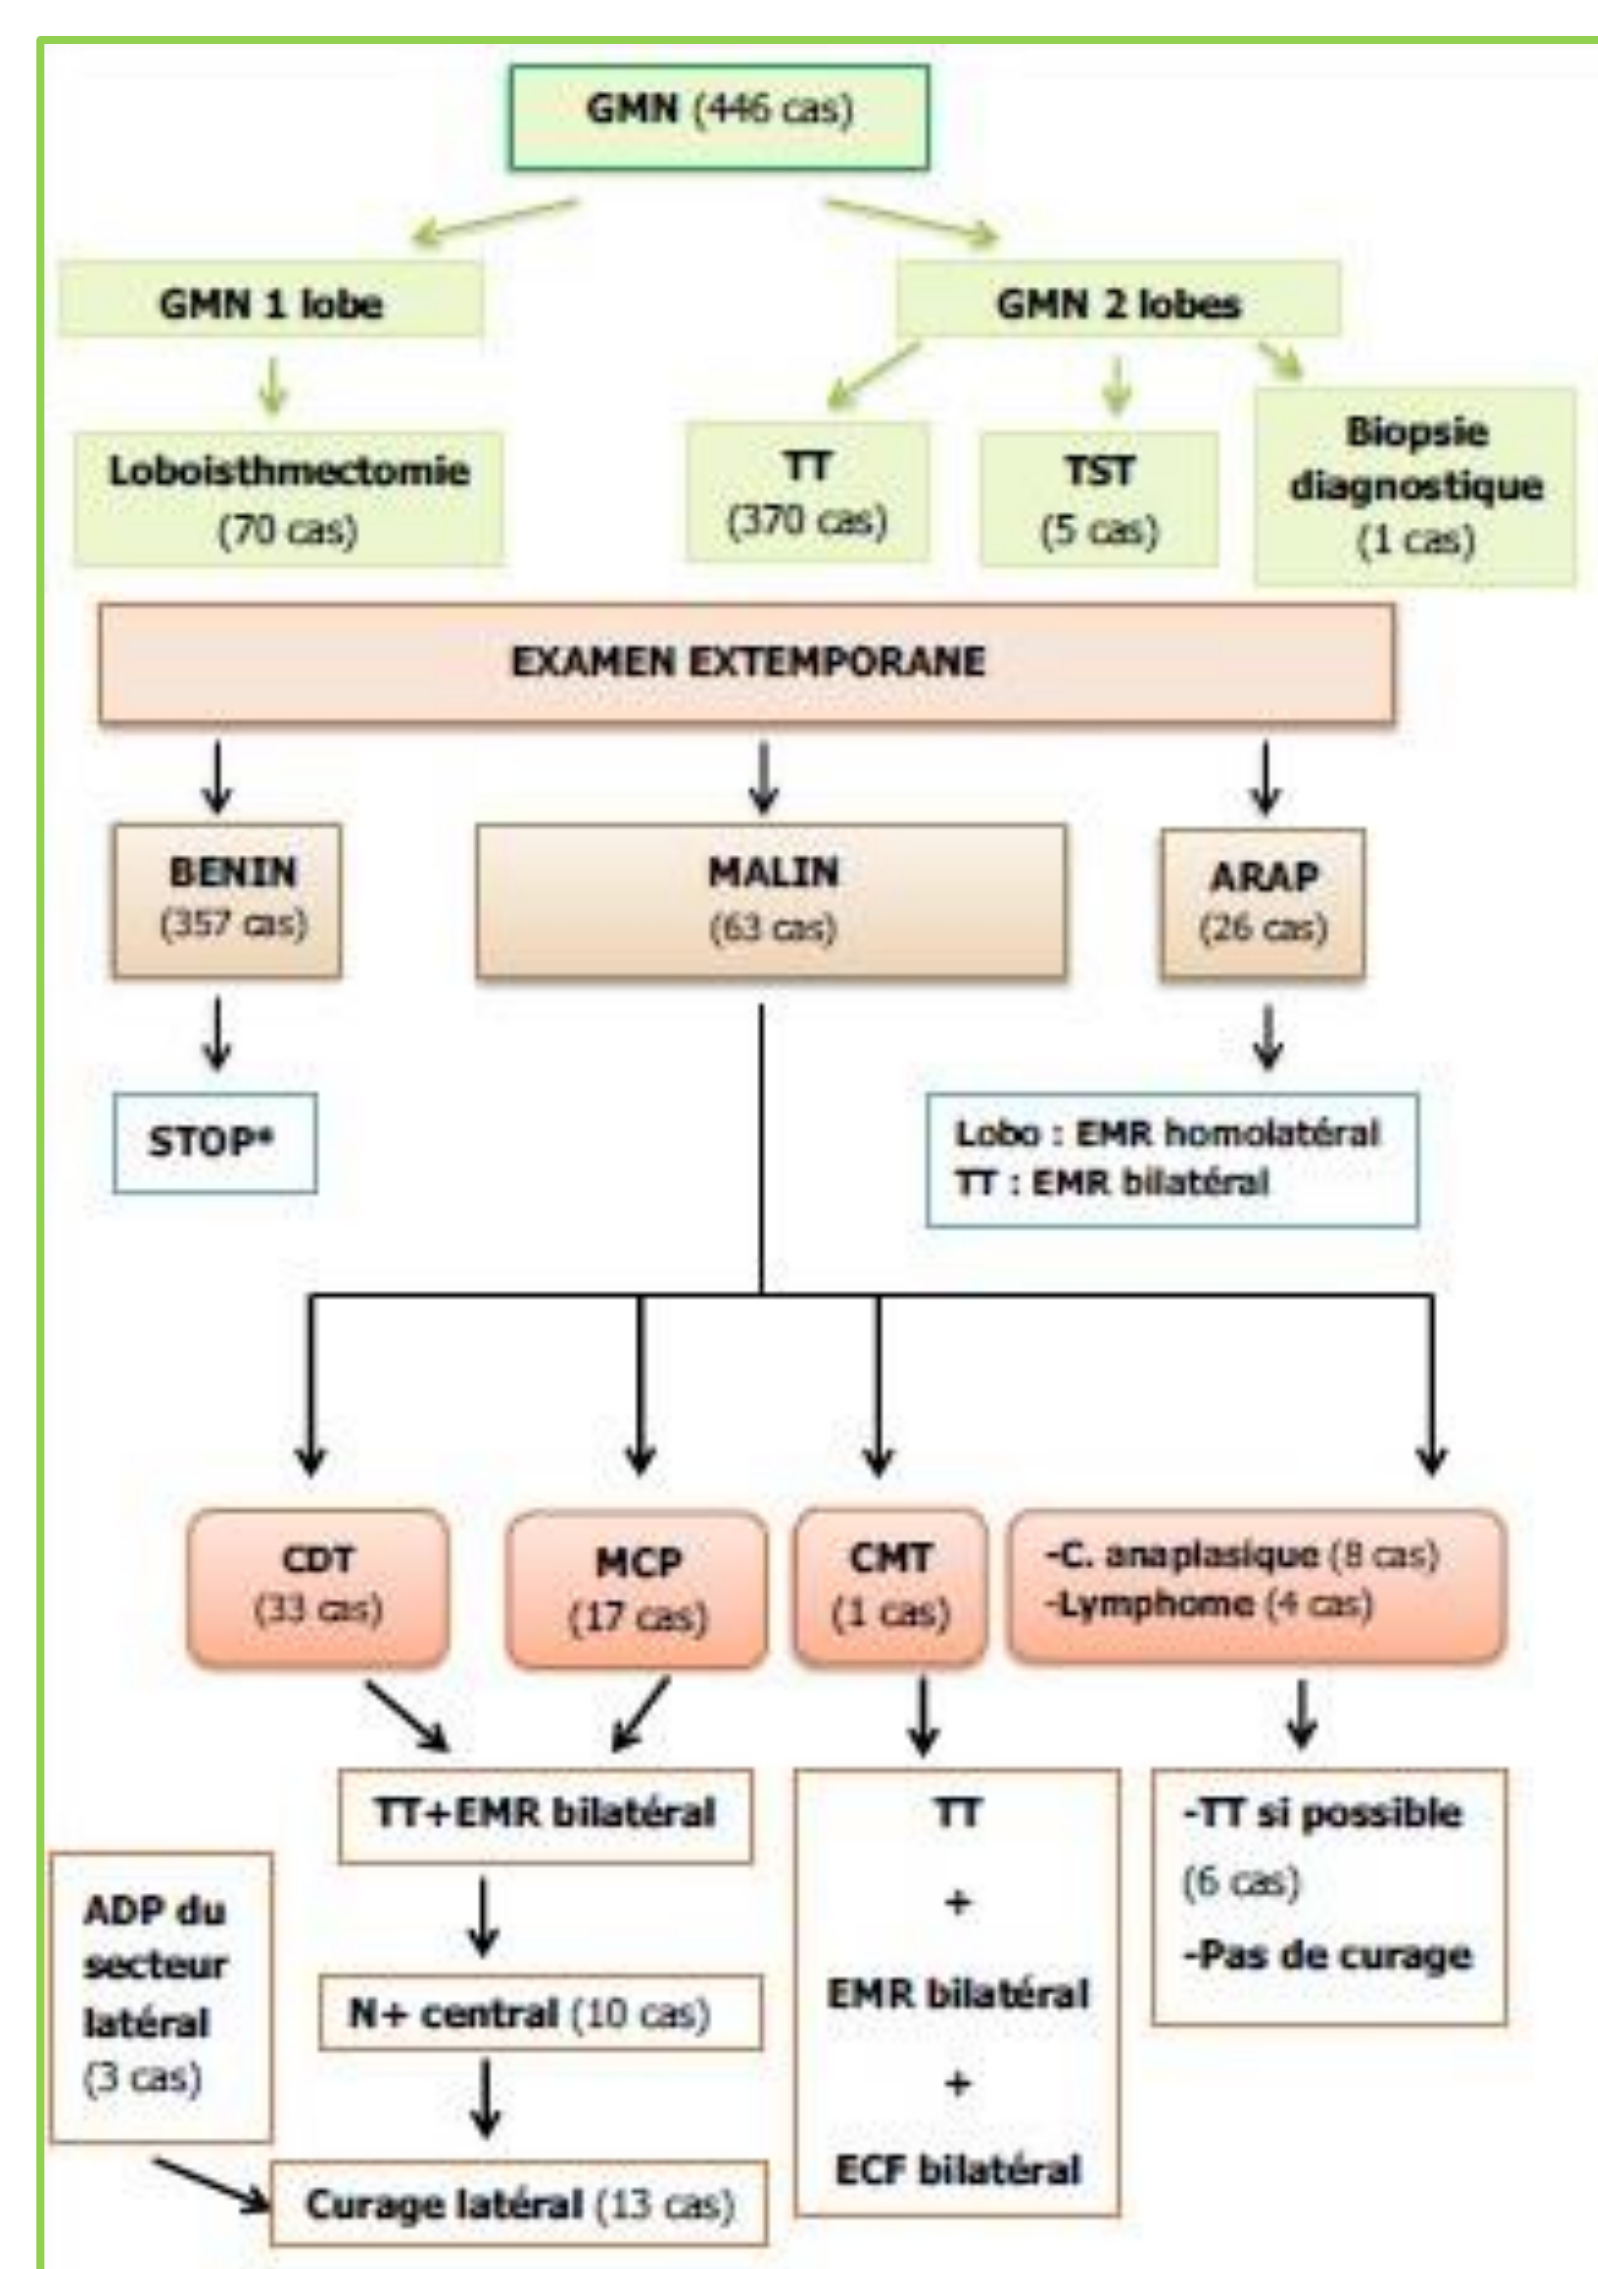 GMN (446 cas)
GMN 1 lobe
GMN 2 lobes
Loboisthmectomie
(70 cas)
TT
(370 cas)
TST
(5 cas)
Biopsie
diagnostique
(1 cas)
EXAMEN EXTEMPORANE
BENIN
(357 cas)
MALIN
(63 cas)
ARAP
(26 cas)
STOP*
Lobo : EMR homolatéral
TT : EMR bilatéral
CDT
(33 cas)
MCP
(17 cas)
CMT
(1 cas)
-C. anaplasique (8 cas)
-Lymphome (4 cas)
TT+EMR bilatéral
ADP du
secteur
latéral
(3 cas)
N+ central (10 cas)
Curage latéral (13 cas)
TT
+
EMR bilatéral
+
ECF bilatéral
-TT si possible
(6 cas)
-Pas de curage